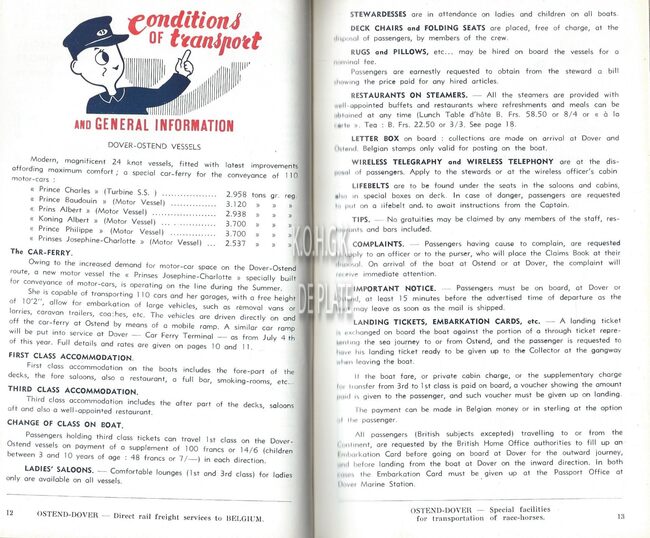 Conditions
OF transport
AND GENERAL INFORMATION
DOVER-OSTEND VESSELS
Modern, magnificent 24 knot vessels, fitted with latest improvements
affording maximum comfort ; a special car-ferry for the conveyance of 110
motor-cars :
« Prince Charles » (Turbine S.S. ) .................... 2.958 tons gr. reg.
« Prince Baudouin » (Motor Vessel) ............... 3.120 » » »
« Prins Albert » (Motor Vessel) ..................... 2.938 » » »
« Koning Albert » (Motor Vessel) ... ............... 3.700 » » »
« Prince Philippe » (Motor Vessel) ............... 3.700 » » »
« Prinses Josephine-Charlotte » (Motor Vessel) ... 2.537 » » »
The CAR-FERRY.
Owing to the increased demand for motor-car space on the Dover-Ostend
route, a new motor vessel the « Prinses Josephine-Charlotte » specially built
for conveyance of motor-cars, is operating on the line during the Summer.
She is capable of transporting 110 cars and her garages, with a free height
of 10'2", allow for embarkation of large vehicles, such as removal vans or
lorries, caravan trailers, coaches, etc. The vehicles are driven directly on and
off the car-ferry at Ostend by means of a mobile ramp. A similar car ramp
will be put into service at Dover — Car Ferry Terminal — as from July 4 th
of this year. Full details and rates are given on pages 10 and 11.
FIRST CLASS ACCOMMODATION.
First class accommodation on the boats includes the fore-part of the
decks, the fore saloons, also a restaurant, a full bar, smoking-rooms, etc...
THIRD CLASS ACCOMMODATION.
Third class accommodation includes the after part of the decks, saloons
aft and also a well-appointed restaurant.
CHANGE OF CLASS ON BOAT.
Passengers holding third class tickets can travel 1st class on the Dover-
Ostend vessels on payment of a supplement of 100 francs or 14/6 (children
between 3 and 10 years of age : 48 francs or 7/—) in each direction.
LADIES' SALOONS. — Comfortable lounges (1st and 3rd class) for ladies
only are available on all vessels.
12 OSTEND-DOVER — Direct rail freight services to BELGIUM.
STEWARDESSES are in attendance on ladies and children on all boats.
DECK CHAIRS and FOLDING SEATS are placed, free of charge, at the
disposal of passengers, by members of the crew.
RUGS and PILLOWS, etc... may be hired on board the vessels for a
nominal fee.
Passengers are earnestly requested to obtain from the steward a bill
showing the price paid for any hired articles.
RESTAURANTS ON STEAMERS. — All the steamers are provided with
well-appointed buffets and restaurants where refreshments and meals can be
obtained at any time (Lunch Table d'hôte B. Frs. 58.50 or 8/4 or « à la
carte ». Tea : B. Frs. 22.50 or 3/3. See page 18.
LETTER BOX on board : collections are made on arrival at Dover and
Ostend. Belgian stamps only valid for posting on the boat.
WIRELESS TELEGRAPHY and WIRELESS TELEPHONY are at the dis-
posal of passengers. Apply to the stewards or at the wireless officer's cabin
LIFEBELTS are to be found under the seats in the saloons and cabins,
also in special boxes on deck. In case of danger, passengers are requested
to put on a lifebelt and, to await instructions from the Captain.
TIPS. — No gratuities may be claimed by any members of the staff, res-
taurants and bars included.
COMPLAINTS. — Passengers having cause to complain, are requested
to apply to an officer or to the purser, who will place the Claims Book at their
disposal. On arrival of the boat at Ostend or at Dover, the complaint will
receive immediate attention.
IMPORTANT NOTICE. — Passengers must be on board, at Dover or
Ostend, at least 15 minutes before the advertised time of departure as the
may leave as soon as the mail is shipped.
LANDING TICKETS, EMBARKATION CARDS, etc. — A landing ticket
is exchanged on board the boat against the portion of a through ticket repre-
senting the sea journey to or from Ostend, and the passenger is requested to
have his landing ticket ready to be given up to the Collector at the gangway
when leaving the boat.
If the boat fare, or private cabin charge, or the supplementary charge
for transfer from 3rd to 1st class is paid on board, a voucher showing the amount
paid is given to the passenger, and such voucher must be given up on landing.
The payment can be made in Belgian money or in sterling at the option
of the passenger.
All passengers (British subjects excepted) travelling to or from the
Continent, are requested by the British Home Office authorities to fill up an
Embarkation Card before going on board at Dover for the outward journey,
and before landing from the boat at Dover on the inward direction. In both
cases the Embarkation Card must be given up at the Passport Office at
Dover Marine Station.
OSTEND-DOVER — Special facilities
for transportation of race-horses. 13
KOHGK
DE PLATE